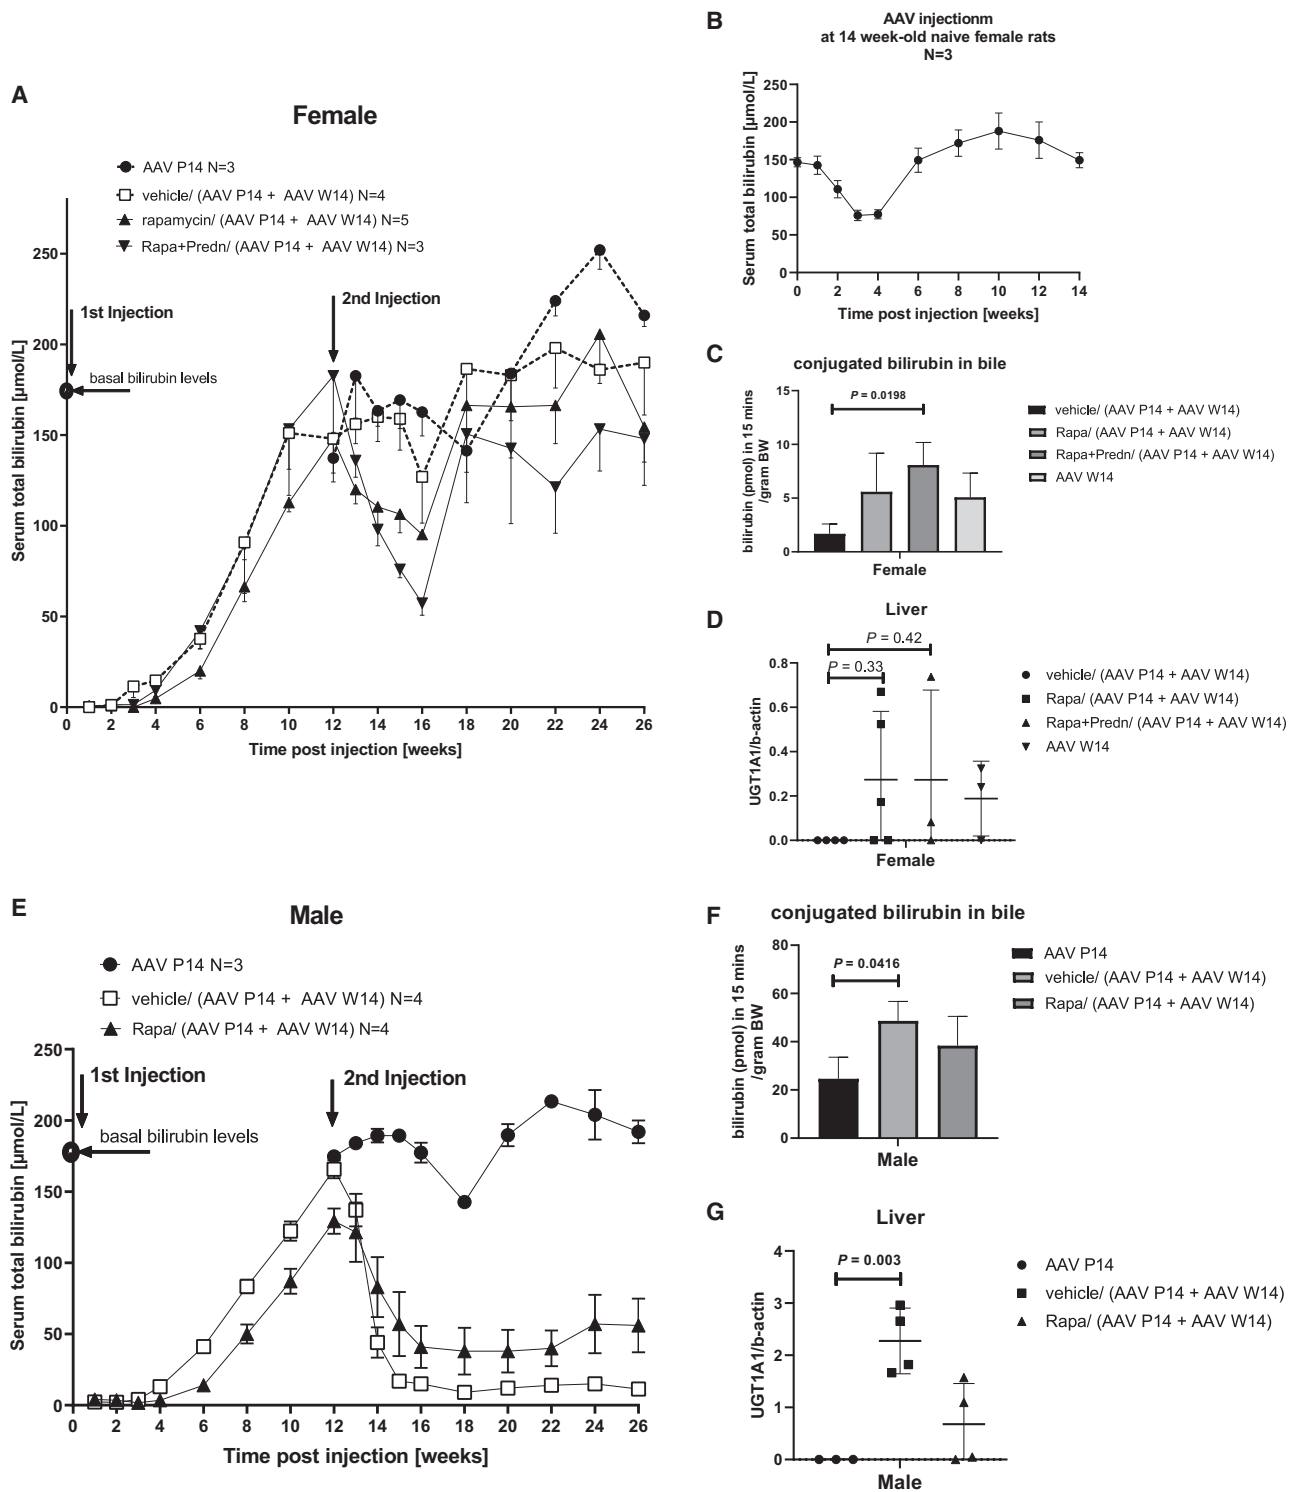 A
Female
AAV P14 N=3
vehicle/ (AAV P14 + AAV W14) N=4
rapamycin/ (AAV P14 + AAV W14) N=5
Rapa+Predn/ (AAV P14 + AAV W14) N=3
1st Injection
2nd Injection
basal bilirubin levels
Serum total bilirubin [µmol/L]
250
200
150
100
50
0
0 2 4 6 8 10 12 14 16 18 20 22 24 26
Time post injection [weeks]
B
AAV injectionm
at 14 week-old naive female rats
N=3
Serum total bilirubin [µmol/L]
250
200
150
100
50
0
0 2 4 6 8 10 12 14
Time post injection [weeks]
C
conjugated bilirubin in bile
bilirubin (pmol) in 15 mins
/gram BW
15
10
5
0
P = 0.0198
Female
vehicle/ (AAV P14 + AAV W14)
Rapa/ (AAV P14 + AAV W14)
Rapa+Predn/ (AAV P14 + AAV W14)
AAV W14
D
Liver
P = 0.42
P = 0.33
UGT1A1/b-actin
0.8
0.6
0.4
0.2
0.0
Female
vehicle/ (AAV P14 + AAV W14)
Rapa/ (AAV P14 + AAV W14)
Rapa+Predn/ (AAV P14 + AAV W14)
AAV W14
E
Male
AAV P14 N=3
vehicle/ (AAV P14 + AAV W14) N=4
Rapa/ (AAV P14 + AAV W14) N=4
1st Injection
2nd Injection
basal bilirubin levels
Serum total bilirubin [µmol/L]
250
200
150
100
50
0
0 2 4 6 8 10 12 14 16 18 20 22 24 26
Time post injection [weeks]
F
conjugated bilirubin in bile
bilirubin (pmol) in 15 mins
/gram BW
80
60
40
20
0
P = 0.0416
Male
AAV P14
vehicle/ (AAV P14 + AAV W14)
Rapa/ (AAV P14 + AAV W14)
G
Liver
P = 0.003
UGT1A1/b-actin
4
3
2
1
0
Male
AAV P14
vehicle/ (AAV P14 + AAV W14)
Rapa/ (AAV P14 + AAV W14)